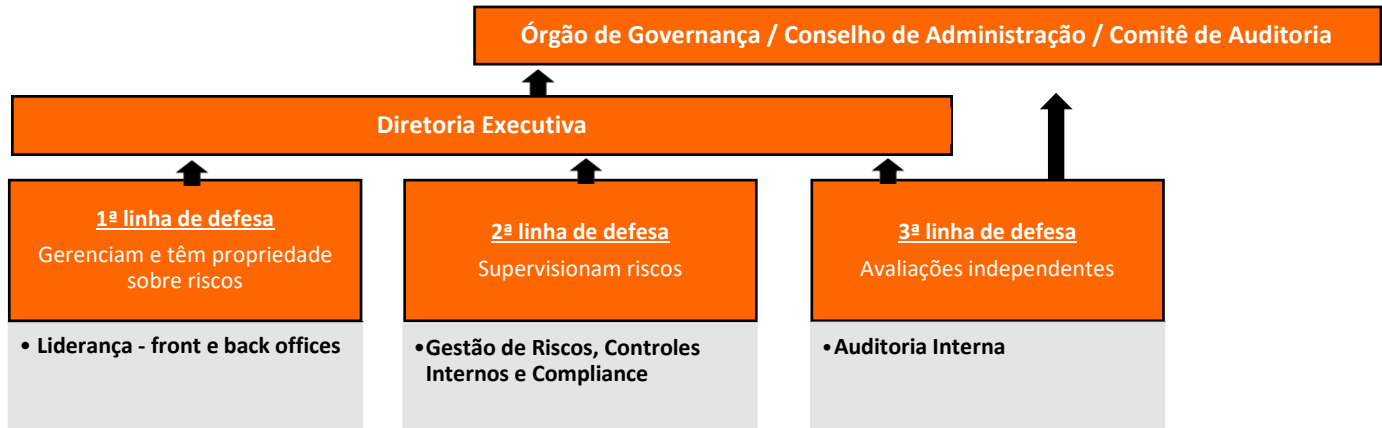 Órgão de Governança / Conselho de Administração / Comitê de Auditoria
Diretoria Executiva
1ª linha de defesa
Gerenciam e têm propriedade
sobre riscos
• Liderança - front e back offices
2ª linha de defesa
Supervisionam riscos
•Gestão de Riscos, Controles
Internos e Compliance
3ª linha de defesa
Avaliações independentes
•Auditoria Interna